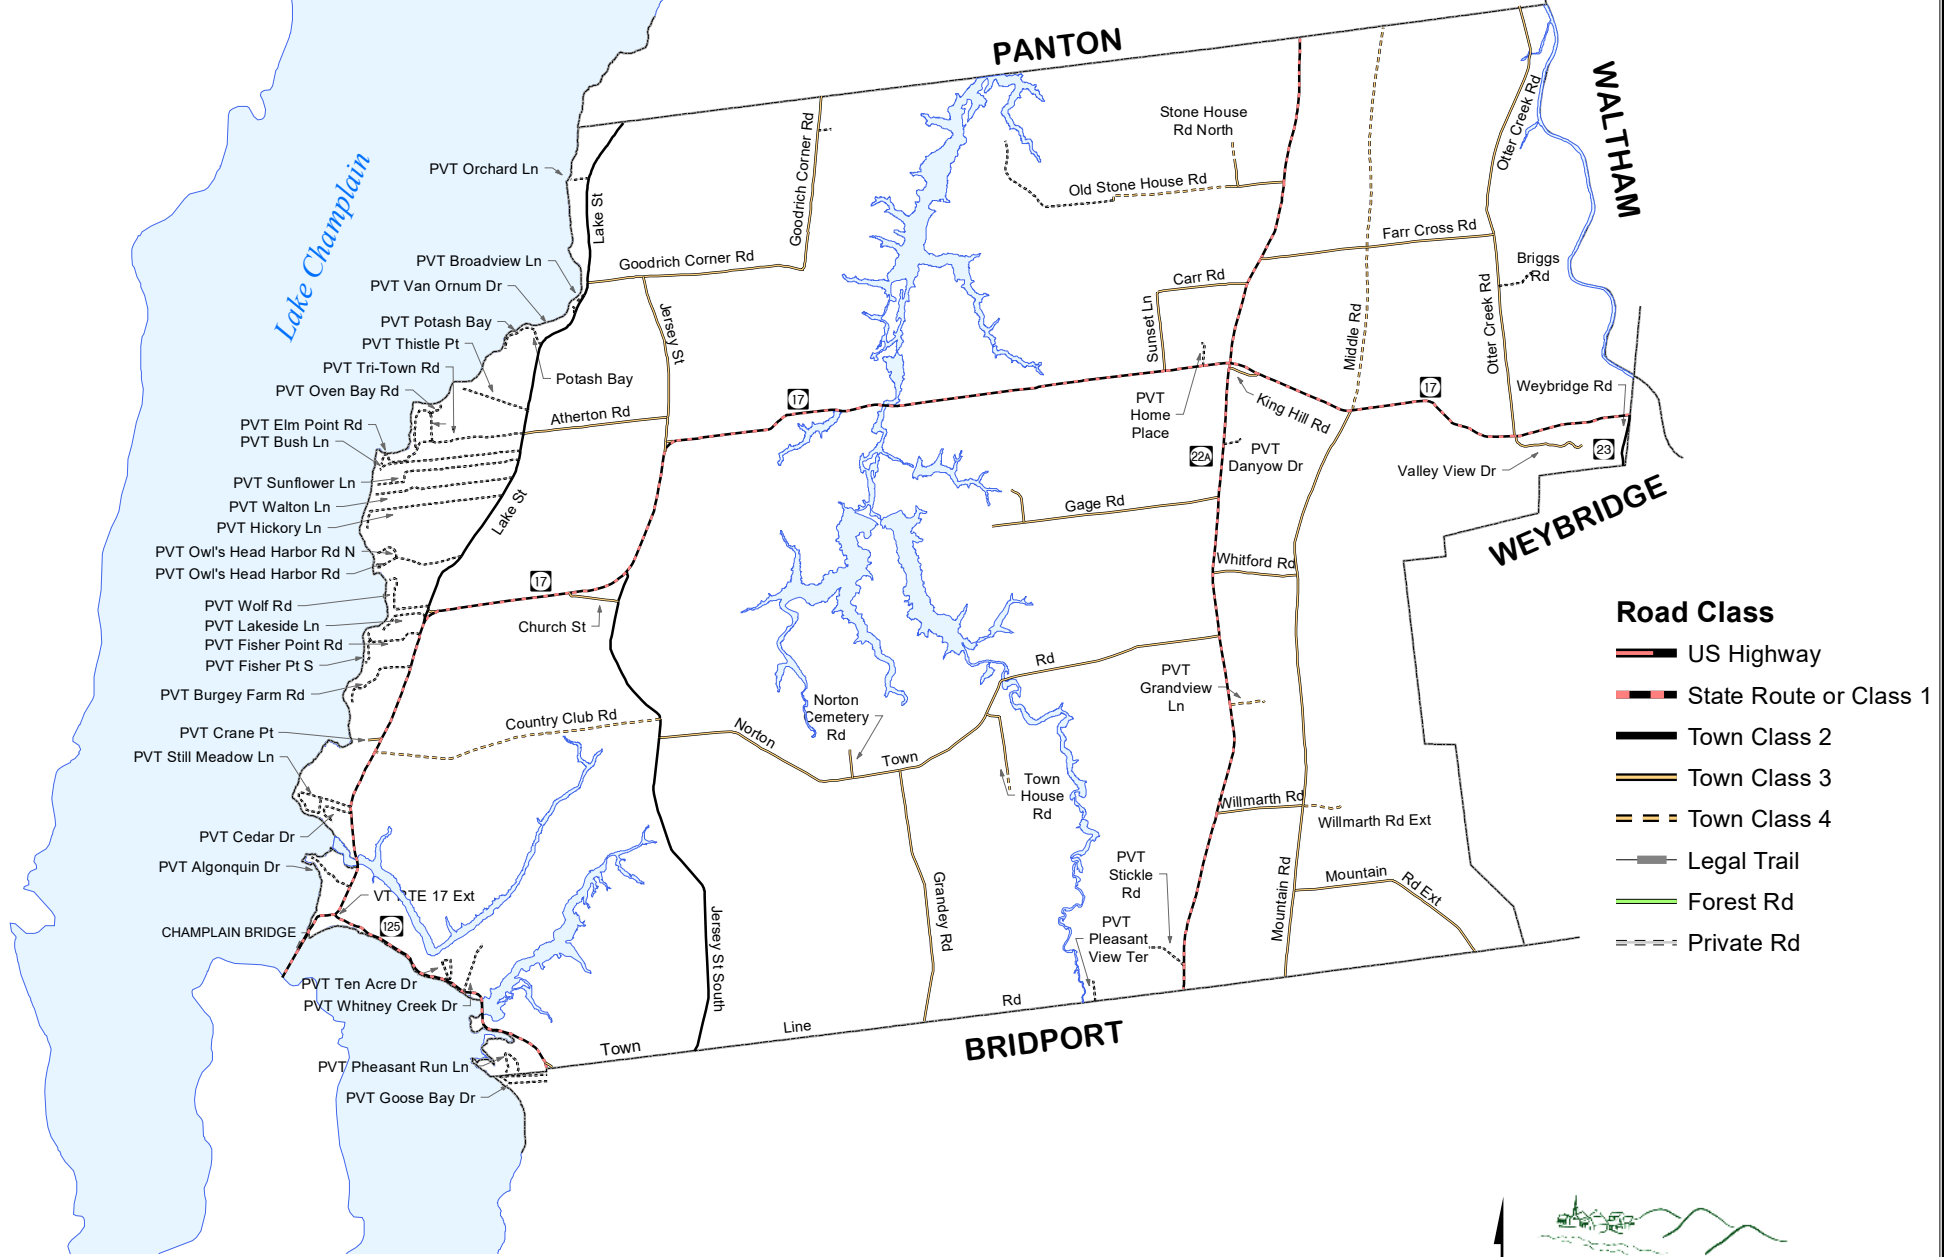 PANTON
WALTHAM
Lake Champlain
Stone House
Rd North
PVT Orchard Ln
Lake St
Goodrich Corner Rd
Old Stone House Rd
Otter Creek Rd
Farr Cross Rd
PVT Broadview Ln
Goodrich Corner Rd
Briggs
Rd
PVT Van Ornum Dr
Carr Rd
Otter Creek Rd
PVT Potash Bay
Jersey St
Sunset Ln
Middle Rd
PVT Thistle Pt
PVT Tri-Town Rd
Potash Bay
PVT Oven Bay Rd
Weybridge Rd
17
17
PVT
Home
Place
King Hill Rd
Atherton Rd
PVT Elm Point Rd
PVT Bush Ln
22A
PVT
Danyow Dr
23
Valley View Dr
PVT Sunflower Ln
WEYBRIDGE
PVT Walton Ln
Lake St
Gage Rd
PVT Hickory Ln
PVT Owl's Head Harbor Rd N
PVT Owl's Head Harbor Rd
17
Whitford Rd
PVT Wolf Rd
PVT Lakeside Ln
Church St
PVT Fisher Point Rd
PVT Fisher Pt S
Rd
PVT
Grandview
Ln
PVT Burgey Farm Rd
Norton
Cemetery
Rd
Country Club Rd
PVT Crane Pt
Norton
Town
PVT Still Meadow Ln
Town
House
Rd
Willmarth Rd
Willmarth Rd Ext
PVT Cedar Dr
PVT Algonquin Dr
PVT
Stickle
Rd
Mountain
Rd Ext
VT RTE 17 Ext
Grandey Rd
Mountain Rd
125
CHAMPLAIN BRIDGE
Jersey St South
PVT
Pleasant
View Ter
PVT Ten Acre Dr
PVT Whitney Creek Dr
Rd
Line
Town
BRIDPORT
PVT Pheasant Run Ln
PVT Goose Bay Dr
Road Class
US Highway
State Route or Class 1
Town Class 2
Town Class 3
Town Class 4
Legal Trail
Forest Rd
Private Rd